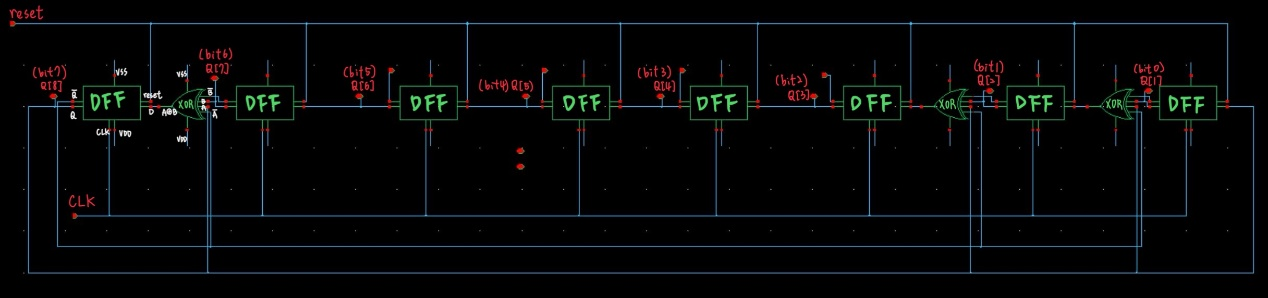 reset
(bit7)
Q[8]
VSS
Q̅
DFF
Q
CLK
VDD
reset
D
A⊕B
VSS
XOR
VDD
(bit6)
Q[7]
B̅
B
A
A̅
DFF
(bit5)
Q[6]
DFF
(bit4) Q[5]
DFF
(bit3)
Q[4]
DFF
(bit2)
Q[3]
DFF
XOR
(bit1)
Q[2]
DFF
XOR
(bit0)
Q[1]
DFF
CLK